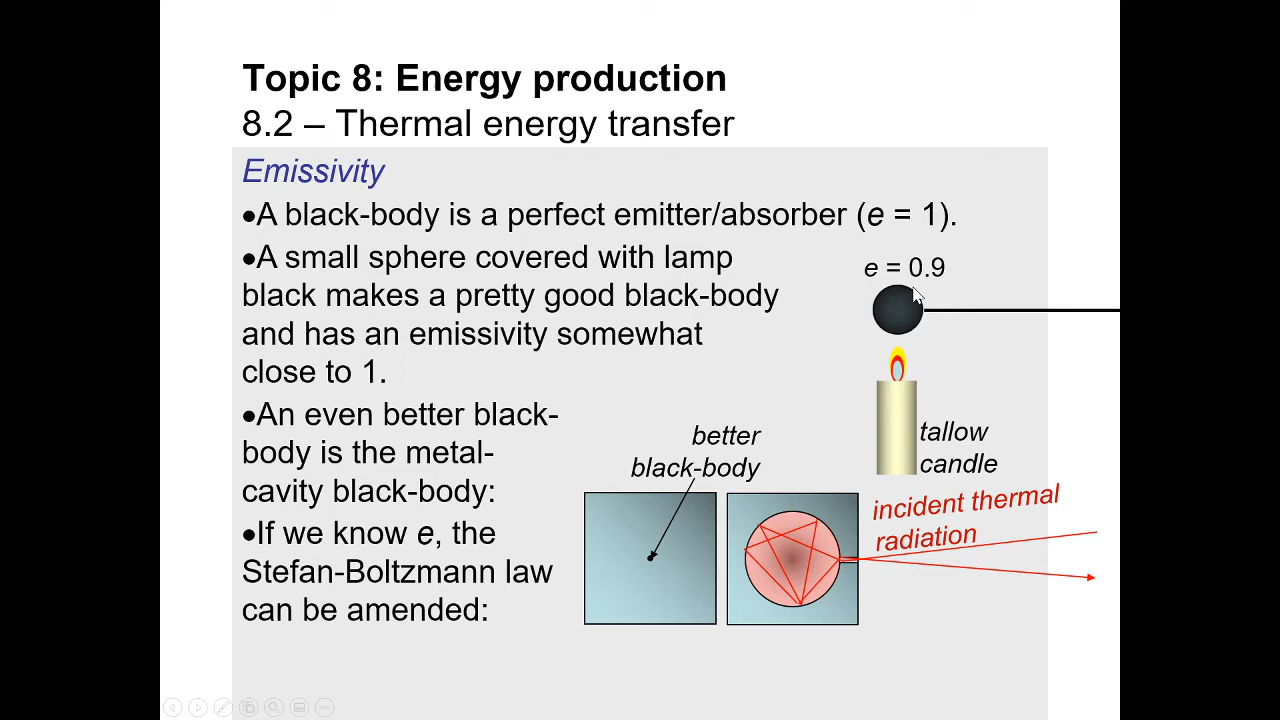 Topic 8: Energy production
8.2 – Thermal energy transfer
Emissivity
•A black-body is a perfect emitter/absorber (e = 1).
•A small sphere covered with lamp
black makes a pretty good black-body
and has an emissivity somewhat
close to 1.
e = 0.9
•An even better black-
body is the metal-
cavity black-body:
•If we know e, the
Stefan-Boltzmann law
can be amended:
better
black-body
tallow
candle
incident thermal
radiation